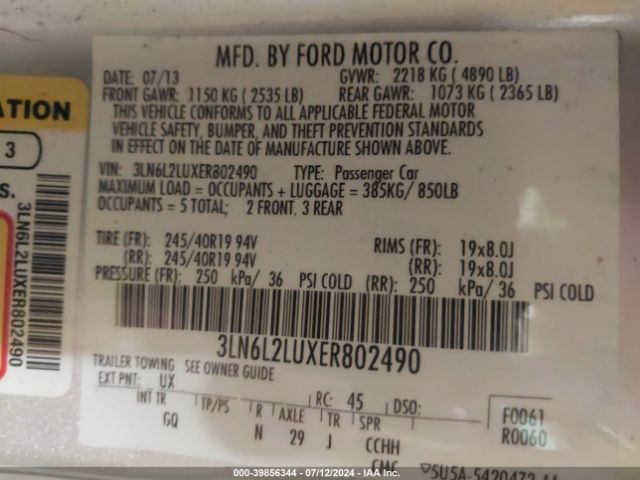 MFD. BY FORD MOTOR CO.
DATE: 07/13 GVWR: 2218 KG ( 4890 LB)
FRONT GAWR: 1150 KG ( 2535 LB) REAR GAWR: 1073 KG ( 2365 LB)
THIS VEHICLE CONFORMS TO ALL APPLICABLE FEDERAL MOTOR
VEHICLE SAFETY, BUMPER, AND THEFT PREVENTION STANDARDS
IN EFFECT ON THE DATE OF MANUFACTURE SHOWN ABOVE.
VIN: 3LN6L2LUXER802490 TYPE: Passenger Car
MAXIMUM LOAD = OCCUPANTS + LUGGAGE = 385KG/ 850LB
OCCUPANTS = 5 TOTAL; 2 FRONT, 3 REAR
TIRE (FR): 245/40R19 94V RIMS (FR): 19x8.0J
(RR): 245/40R19 94V (RR): 19x8.0J
PRESSURE (FR): 250 kPa/ 36 PSI COLD (RR): 250 kPa/ 36 PSI COLD
3LN6L2LUXER802490
TRAILER TOWING SEE OWNER GUIDE
EXT PNT: UX RC: 45 DSO:
INT TR TP/PS R AXLE TR SPR F0061
GQ N 29 J CCHH R0060
ATION
3
S.
3LN6L2LUXER802490
000-39856344 - 07/12/2024 - IAAI.COM